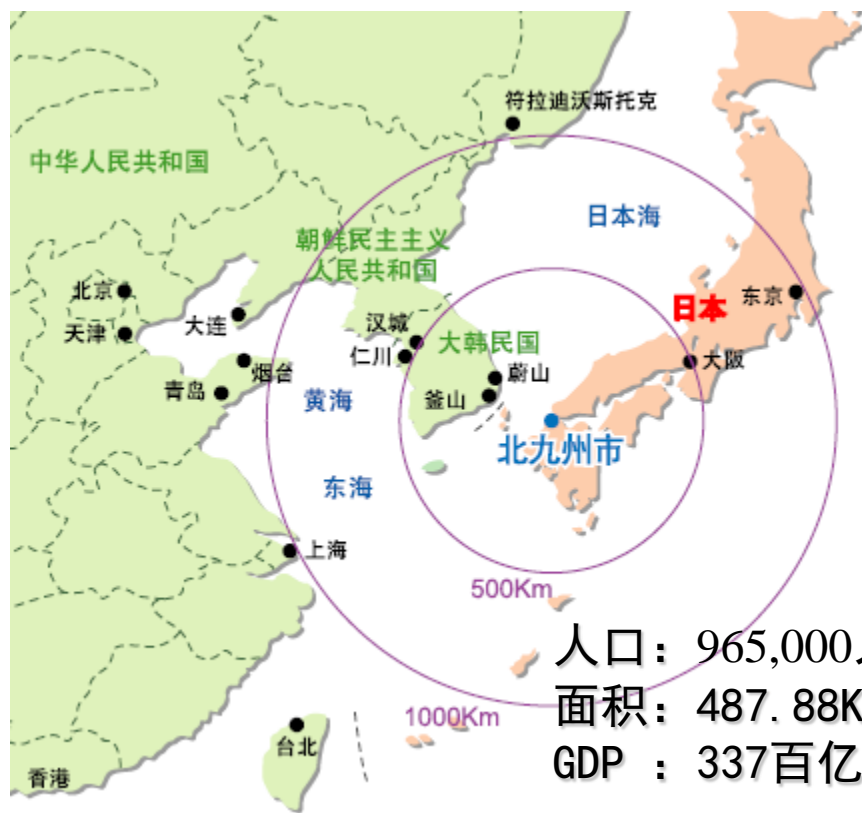 符拉迪沃斯托克
中华人民共和国
日本海
朝鲜民主主义
人民共和国
北京
大连
日本
东京
天津
汉城
大韩民国
仁川
大阪
烟台
蔚山
青岛
黄海
釜山
北九州市
东海
上海
500Km
人口：965,000
1000Km
面积：487.88K
台北
GDP ：337百亿
香港